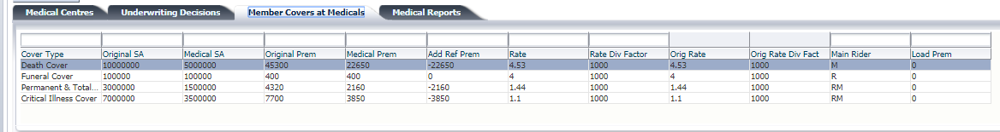 Medical Centres Underwriting Decisions Member Covers at Medicals Medical Reports
Cover Type Original SA Medical SA Original Prem Medical Prem Add Ref Prem Rate Rate Div Factor Orig Rate Orig Rate Div Fact Main Rider Load Prem
Death Cover 10000000 5000000 45300 22650 -22650 4.53 1000 4.53 1000 M 0
Funeral Cover 100000 100000 400 400 0 4 1000 4 1000 R 0
Permanent & Total... 3000000 1500000 4320 2160 -2160 1.44 1000 1.44 1000 RM 0
Critical Illness Cover 7000000 3500000 7700 3850 -3850 1.1 1000 1.1 1000 RM 0